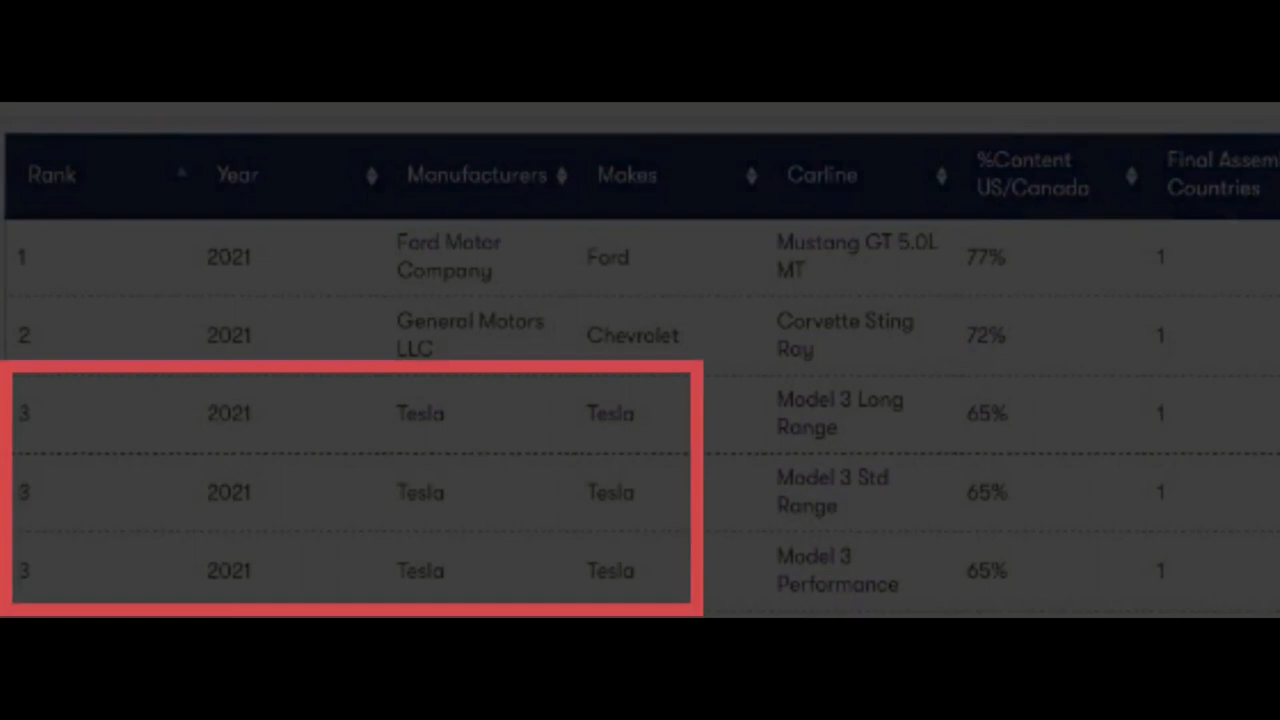 Rank Year Manufacturers Makes Carline %Content US/Canada Final Assem Countries
1 2021 Ford Motor Company Ford Mustang GT 5.0L MT 77% 1
2 2021 General Motors LLC Chevrolet Corvette Sting Ray 72% 1
3 2021 Tesla Tesla Model 3 Long Range 65% 1
3 2021 Tesla Tesla Model 3 Std Range 65% 1
3 2021 Tesla Tesla Model 3 Performance 65% 1